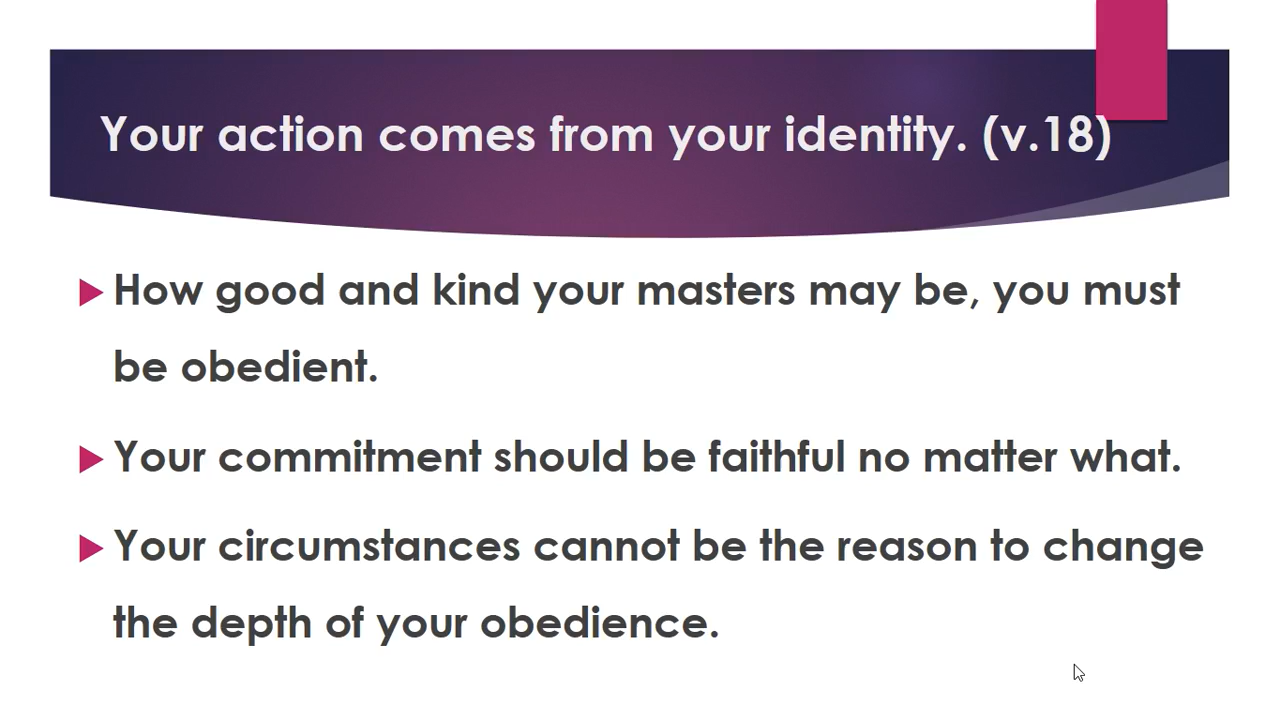 Your action comes from your identity. (v.18)
How good and kind your masters may be, you must
be obedient.
Your commitment should be faithful no matter what.
Your circumstances cannot be the reason to change
the depth of your obedience.